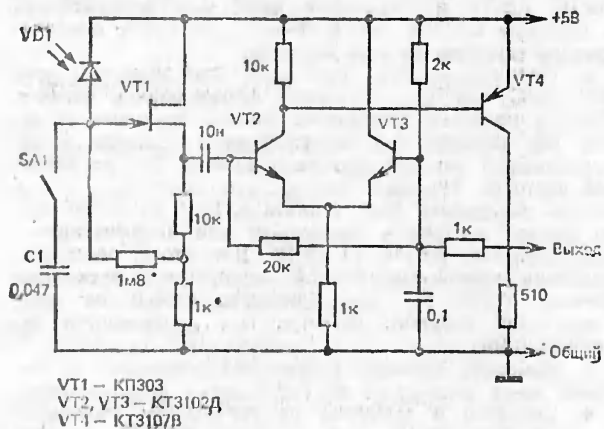 +5В
VD1
VT1
10к
2к
VT4
VT2
VT3
10н
SA1
10к
20к
1к
Выход
C1
0,047
1м8*
1к*
1к
0,1
510
Общий
VT1 – КП303
VT2, VT3 – КТ3102Д
VT4 – КТ3107В